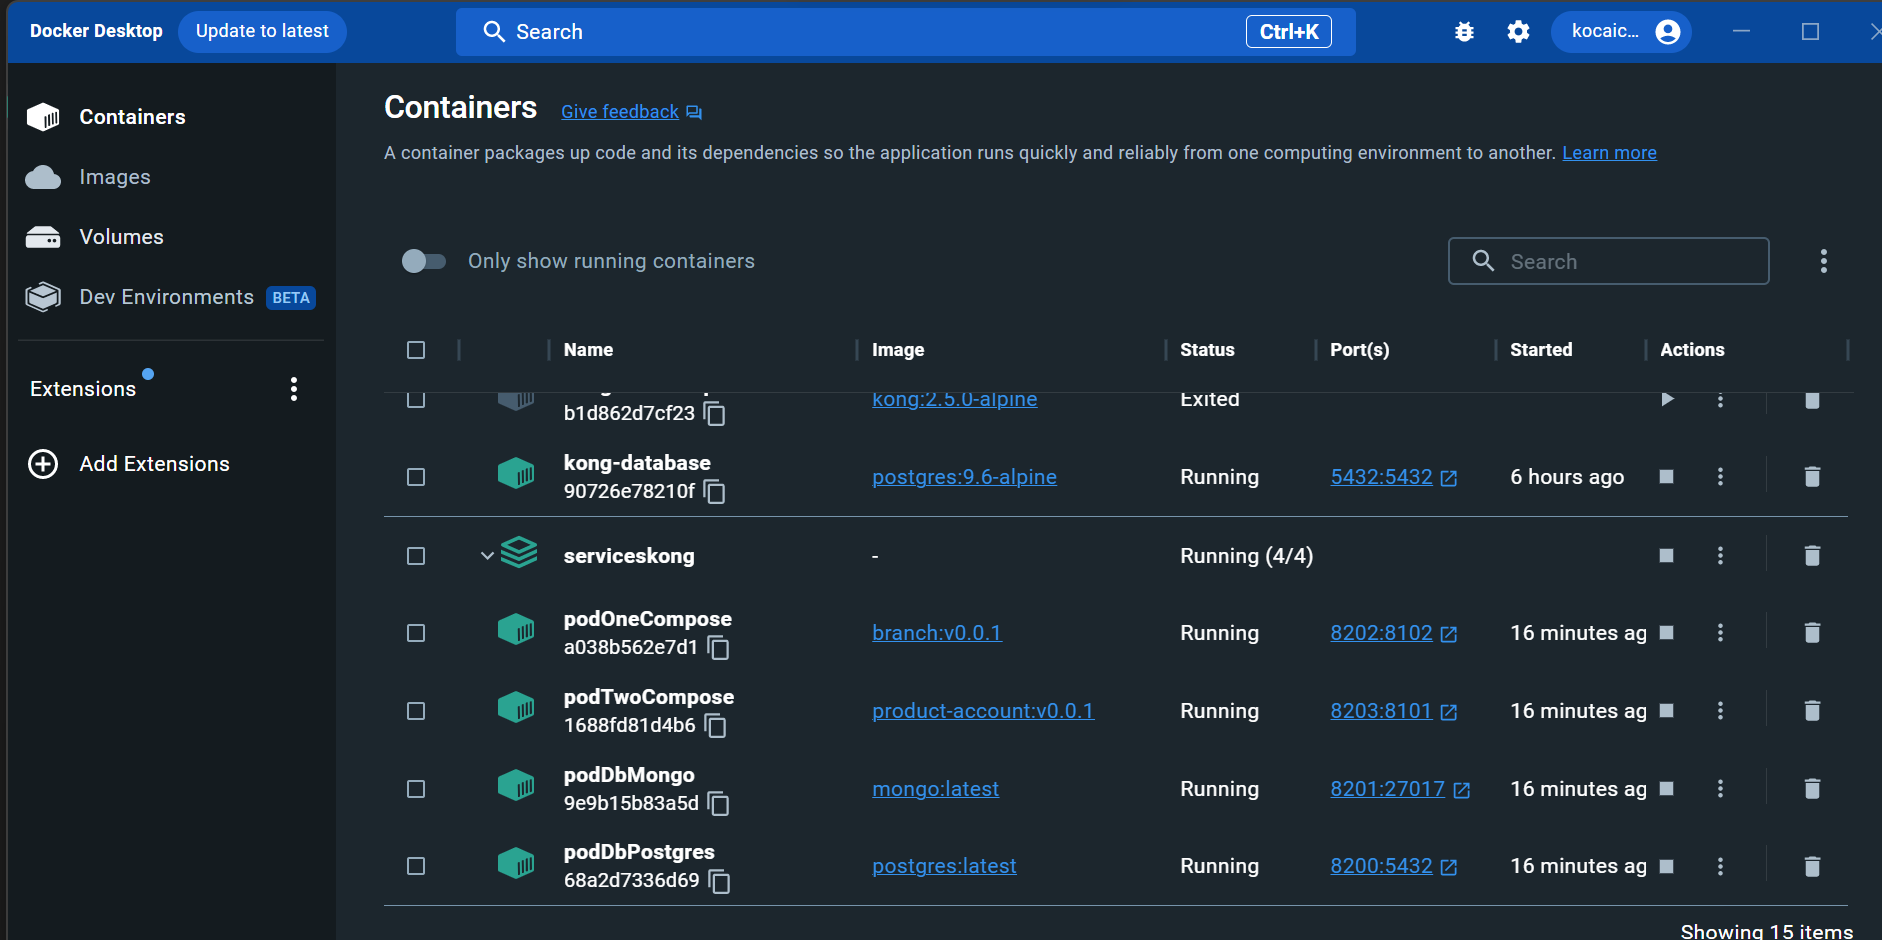 Docker Desktop Update to latest Search Ctrl+K kocaic...
Containers
Images
Volumes
Dev Environments BETA
Extensions
Add Extensions
Containers Give feedback
A container packages up code and its dependencies so the application runs quickly and reliably from one computing environment to another. Learn more
Only show running containers Search
Name Image Status Port(s) Started Actions
b1d862d7cf23 kong:2.5.0-alpine Exited
kong-database
90726e78210f postgres:9.6-alpine Running 5432:5432 6 hours ago
serviceskong - Running (4/4)
podOneCompose
a038b562e7d1 branch:v0.0.1 Running 8202:8102 16 minutes ag
podTwoCompose
1688fd81d4b6 product-account:v0.0.1 Running 8203:8101 16 minutes ag
podDbMongo
9e9b15b83a5d mongo:latest Running 8201:27017 16 minutes ag
podDbPostgres
68a2d7336d69 postgres:latest Running 8200:5432 16 minutes ag
Showing 15 items